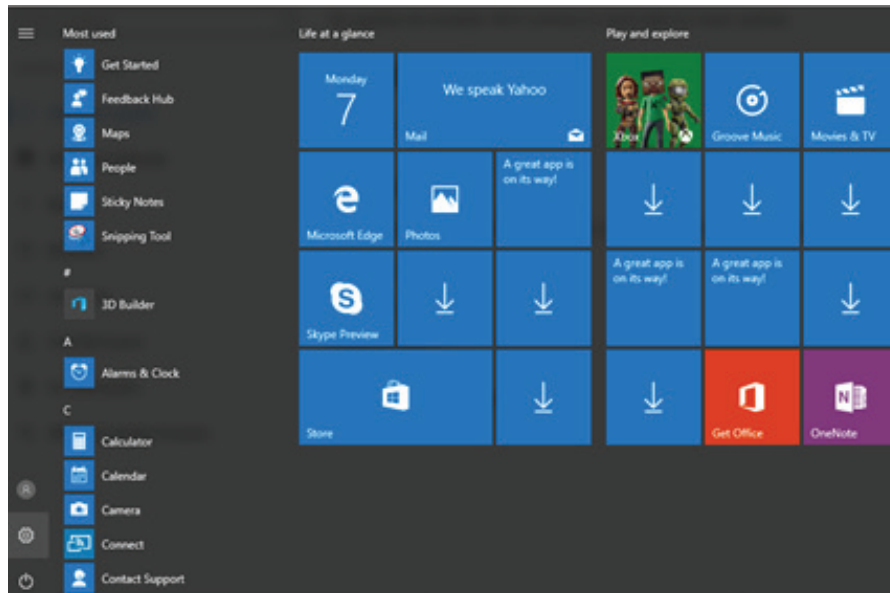 Most used
Get Started
Feedback Hub
Maps
People
Sticky Notes
Snipping Tool
#
3D Builder
A
Alarms & Clock
C
Calculator
Calendar
Camera
Connect
Contact Support
Life at a glance
Monday
7
We speak Yahoo
Mail
Microsoft Edge
Photos
A great app is
on its way!
Skype Preview
Store
Play and explore
Xbox
Groove Music
Movies & TV
A great app is
on its way!
A great app is
on its way!
Get Office
OneNote